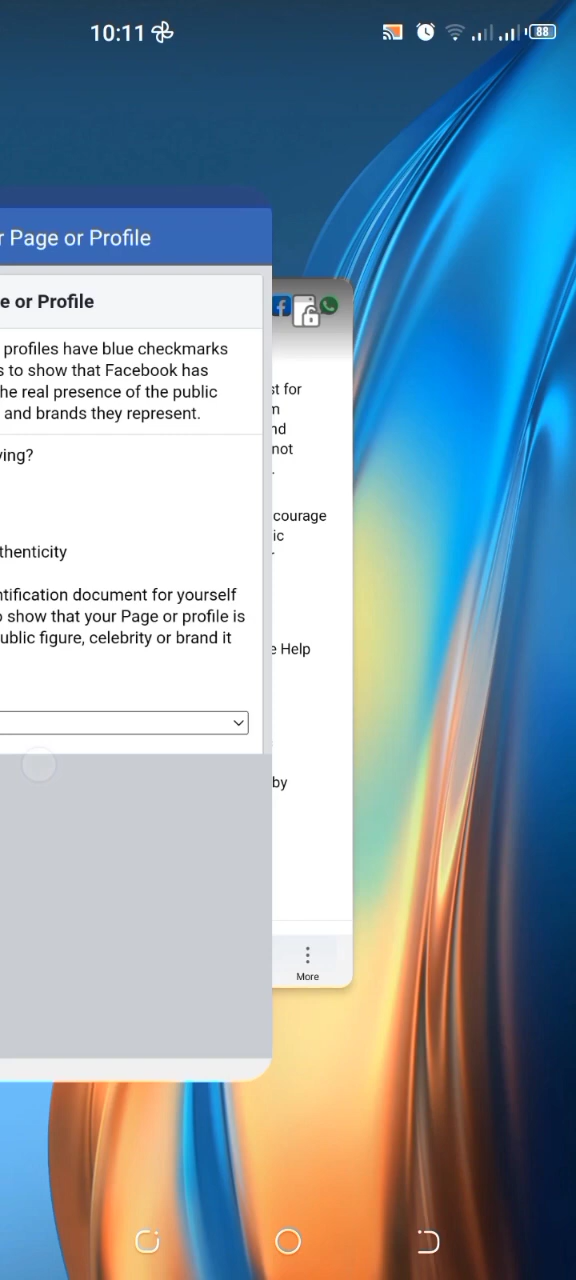 10:11
88
r Page or Profile
e or Profile
profiles have blue checkmarks
s to show that Facebook has
he real presence of the public
and brands they represent.
ying?
thenticity
ntification document for yourself
o show that your Page or profile is
ublic figure, celebrity or brand it
st for
n
nd
not
.
courage
ic
e Help
by
More